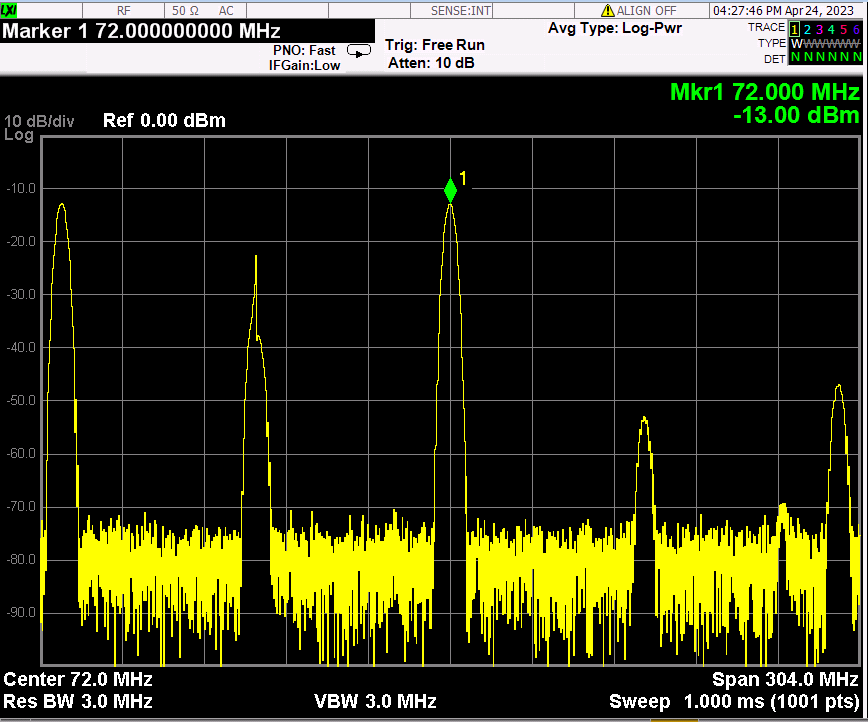 LXI RF 50 Ω AC SENSE:INT ALIGN OFF 04:27:46 PM Apr 24, 2023
Marker 1 72.000000000 MHz
PNO: Fast
IFGain:Low
Trig: Free Run
Atten: 10 dB
Avg Type: Log-Pwr
TRACE 1 2 3 4 5 6
TYPE W W W W W W
DET N N N N N N
Mkr1 72.000 MHz
-13.00 dBm
10 dB/div
Log
Ref 0.00 dBm
1
-10.0
-20.0
-30.0
-40.0
-50.0
-60.0
-70.0
-80.0
-90.0
Center 72.0 MHz
Span 304.0 MHz
Res BW 3.0 MHz
VBW 3.0 MHz
Sweep 1.000 ms (1001 pts)